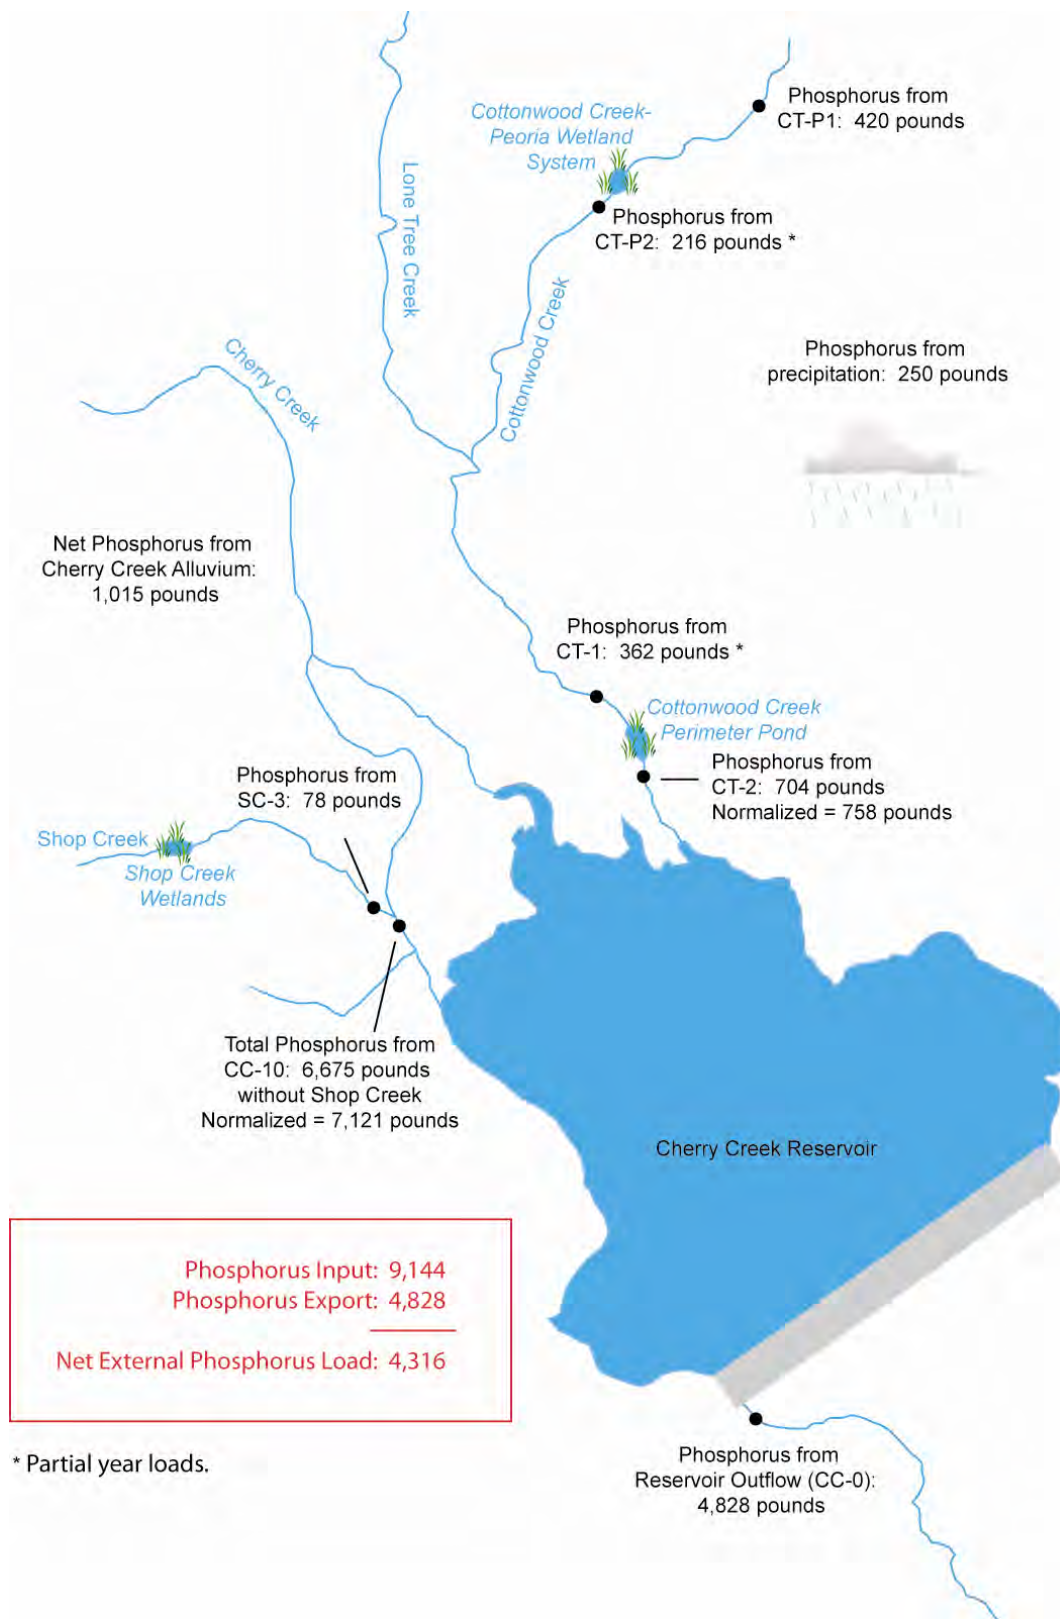 Cottonwood Creek-
Peoria Wetland
System
Phosphorus from
CT-P1: 420 pounds
Lone Tree Creek
Phosphorus from
CT-P2: 216 pounds *
Cottonwood Creek
Cherry Creek
Phosphorus from
precipitation: 250 pounds
Net Phosphorus from
Cherry Creek Alluvium:
1,015 pounds
Phosphorus from
CT-1: 362 pounds *
Cottonwood Creek
Perimeter Pond
Phosphorus from
CT-2: 704 pounds
Normalized = 758 pounds
Phosphorus from
SC-3: 78 pounds
Shop Creek
Shop Creek
Wetlands
Total Phosphorus from
CC-10: 6,675 pounds
without Shop Creek
Normalized = 7,121 pounds
Cherry Creek Reservoir
Phosphorus Input: 9,144
Phosphorus Export: 4,828
Net External Phosphorus Load: 4,316
* Partial year loads.
Phosphorus from
Reservoir Outflow (CC-0):
4,828 pounds